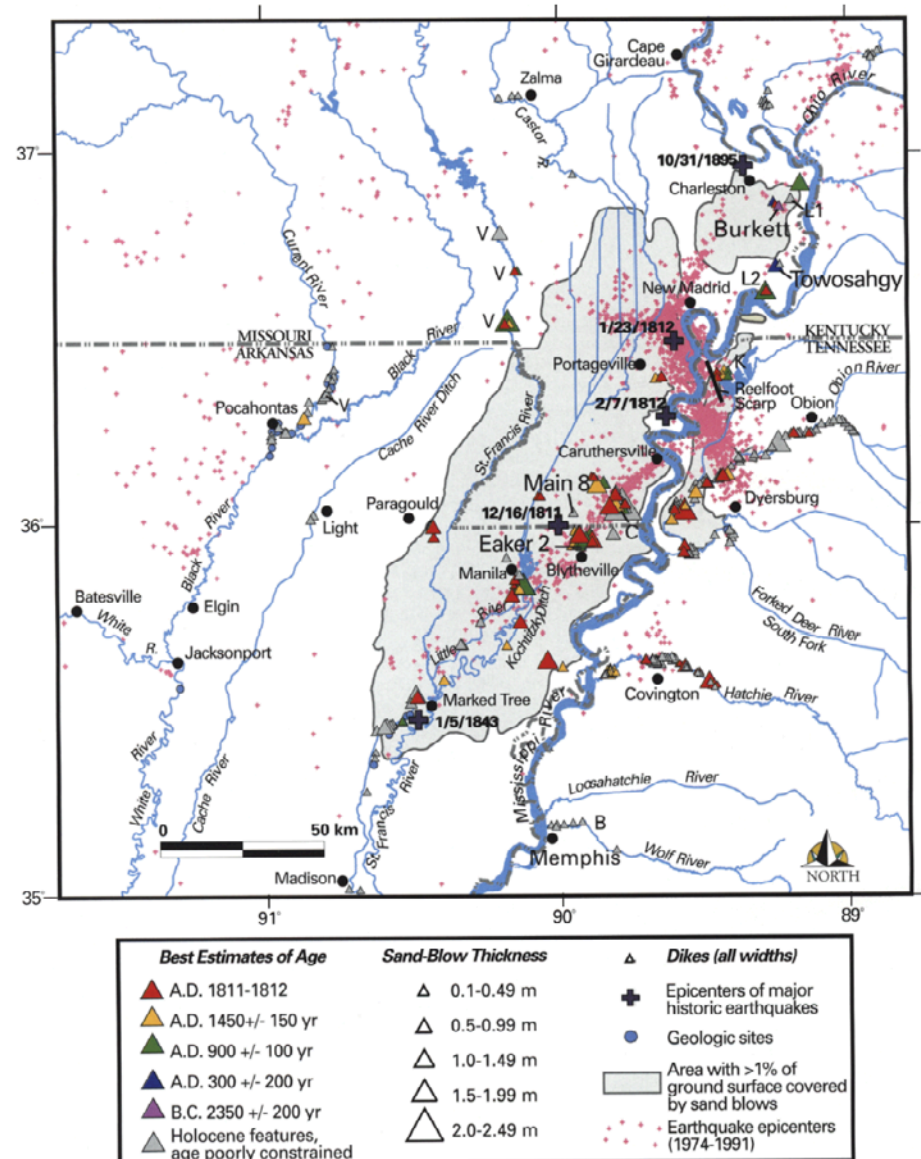 Cape
Girardeau
Zalma
Castor R.
Ohio River
37°
10/31/1895
Charleston
L1
Burkett
V
V
Towosahgy
L2
New Madrid
Current River
V
1/23/1812
MISSOURI
ARKANSAS
KENTUCKY
TENNESSEE
Black River
Portageville
K
Reelfoot
Scarp
Obion River
Obion
V
Pocahontas
2/7/1812
Cache River Ditch
St. Francis River
Caruthersville
Main 8
Paragould
12/16/1811
Dyersburg
36°
Light
C
Eaker 2
Blytheville
Manila
Black River
Batesville
Elgin
White R.
Jacksonport
Little River
Kochtitzky Ditch
Forked Deer River
South Fork
Marked Tree
Covington
Hatchie River
1/5/1843
Mississippi River
White River
Cache River
St. Francis River
Loosahatchie River
0 50 km
B
Memphis
Wolf River
Madison
NORTH
35°
91° 90° 89°
Best Estimates of Age
A.D. 1811-1812
A.D. 1450+/- 150 yr
A.D. 900 +/- 100 yr
A.D. 300 +/- 200 yr
B.C. 2350 +/- 200 yr
Holocene features,
age poorly constrained
Sand-Blow Thickness
0.1-0.49 m
0.5-0.99 m
1.0-1.49 m
1.5-1.99 m
2.0-2.49 m
Dikes (all widths)
Epicenters of major
historic earthquakes
Geologic sites
Area with >1% of
ground surface covered
by sand blows
Earthquake epicenters
(1974-1991)